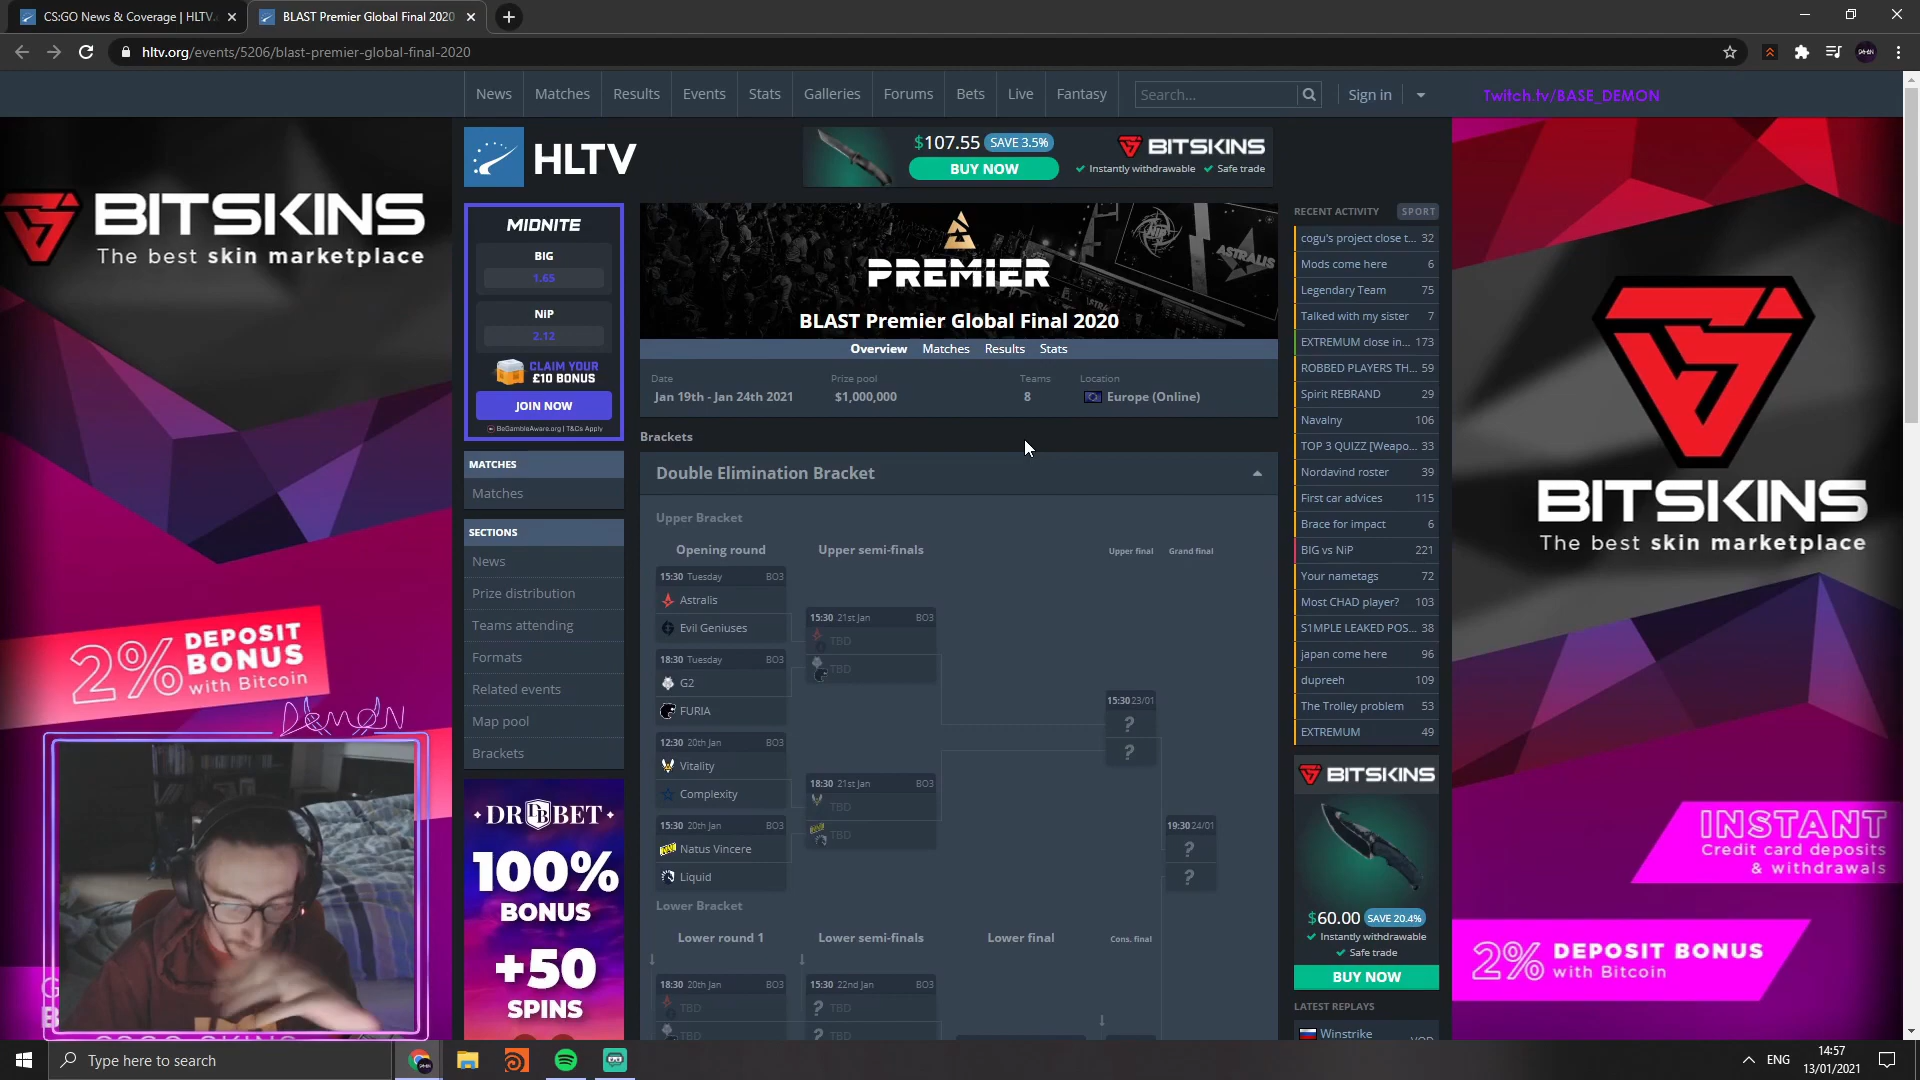 CS:GO News & Coverage | HLTV.
BLAST Premier Global Final 2020
hltv.org/events/5206/blast-premier-global-final-2020
News Matches Results Events Stats Galleries Forums Bets Live Fantasy Search... Sign in
Twitch.tv/BASE_DEMON
HLTV
$107.55 SAVE 3.5%
BUY NOW
BITSKINS
Instantly withdrawable Safe trade
BITSKINS
The best skin marketplace
2% DEPOSIT BONUS
with Bitcoin
Demon
MIDNITE
BIG
1.65
NiP
2.12
CLAIM YOUR
£10 BONUS
JOIN NOW
BeGambleAware.org | T&Cs Apply
MATCHES
Matches
SECTIONS
News
Prize distribution
Teams attending
Formats
Related events
Map pool
Brackets
DR BET
100%
BONUS
+50
SPINS
ASTRALIS
PREMIER
BLAST Premier Global Final 2020
Overview Matches Results Stats
Date Prize pool Teams Location
Jan 19th - Jan 24th 2021 $1,000,000 8 Europe (Online)
Brackets
Double Elimination Bracket
Upper Bracket
Opening round Upper semi-finals Upper final Grand final
15:30 Tuesday BO3
Astralis
Evil Geniuses
18:30 Tuesday BO3
G2
FURIA
12:30 20th Jan BO3
Vitality
Complexity
15:30 20th Jan BO3
Natus Vincere
Liquid
15:30 21st Jan BO3
TBD
TBD
18:30 21st Jan BO3
TBD
TBD
15:30 23/01
?
?
19:30 24/01
?
?
Lower Bracket
Lower round 1 Lower semi-finals Lower final Cons. final
18:30 20th Jan BO3
TBD
TBD
15:30 22nd Jan BO3
? TBD
? TBD
RECENT ACTIVITY SPORT
cogu's project close t... 32
Mods come here 6
Legendary Team 75
Talked with my sister 7
EXTREMUM close in... 173
ROBBED PLAYERS TH... 59
Spirit REBRAND 29
Navalny 106
TOP 3 QUIZZ [Weapo... 33
Nordavind roster 39
First car advices 115
Brace for impact 6
BIG vs NiP 221
Your nametags 72
Most CHAD player? 103
S1MPLE LEAKED POS... 38
japan come here 96
dupreeh 109
The Trolley problem 53
EXTREMUM 49
BITSKINS
$60.00 SAVE 20.4%
Instantly withdrawable
Safe trade
BUY NOW
LATEST REPLAYS
Winstrike
BITSKINS
The best skin marketplace
INSTANT
Credit card deposits
& withdrawals
2% DEPOSIT BONUS
with Bitcoin
Type here to search
ENG
14:57
13/01/2021